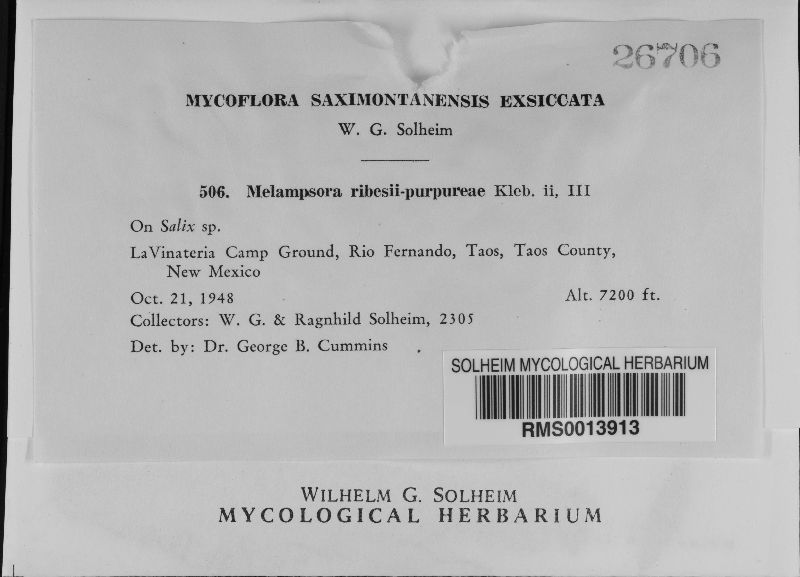 26706
MYCOFLORA SAXIMONTANENSIS EXSICCATA
W. G. Solheim
506. Melampsora ribesii-purpureae Kleb. ii, III
On Salix sp.
LaVinateria Camp Ground, Rio Fernando, Taos, Taos County,
New Mexico
Oct. 21, 1948 Alt. 7200 ft.
Collectors: W. G. & Ragnhild Solheim, 2305
Det. by: Dr. George B. Cummins
SOLHEIM MYCOLOGICAL HERBARIUM
RMS0013913
WILHELM G. SOLHEIM
MYCOLOGICAL HERBARIUM